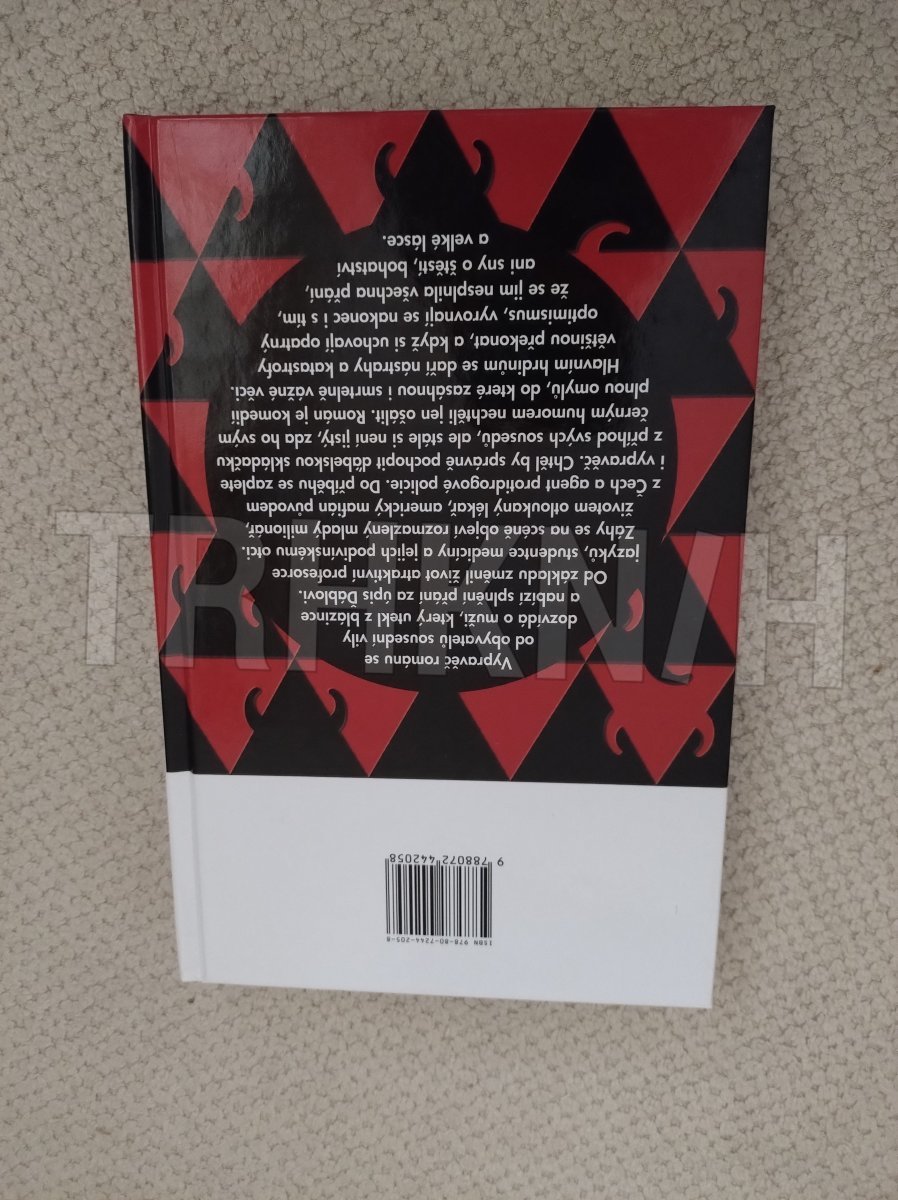 Vypravěč románu se
od obyvatelů sousední vily
dozvídá o muži, který utekl z blázince
a nabízí splnění přání za úpis Ďáblovi.
Od základu změnil život atraktivní profesorce
jazyků, studentce medicíny a jejich podivínskému otci.
Záhy se na scéně objeví rozmazlený mladý milionář,
životem otloukaný lékař, americký mafián původem
z Čech a agent protidrogové policie. Do příběhu se zaplete
i vypravěč. Chtěl by správně pochopit ďábelskou skládačku
z příhod svých sousedů, ale stále si není jistý, zda ho svým
černým humorem nechtěli jen ošálit. Román je komedií
plnou omylů, do které zasáhnou i smrtelně vážné věci.
Hlavním hrdinům se daří nástrahy a katastrofy
většinou překonat, a když si uchovají opatrný
optimismus, vyrovnají se nakonec i s tím,
že se jim nesplnila všechna přání,
ani sny o štěstí, bohatství
a velké lásce.
ISBN 978-80-7244-205-8
9 788072 442058
TRHKNIH